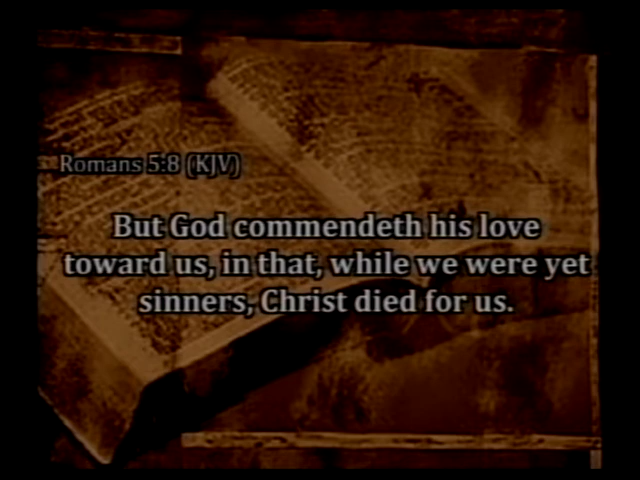 Romans 5:8 (KJV)
But God commendeth his love
toward us, in that, while we were yet
sinners, Christ died for us.